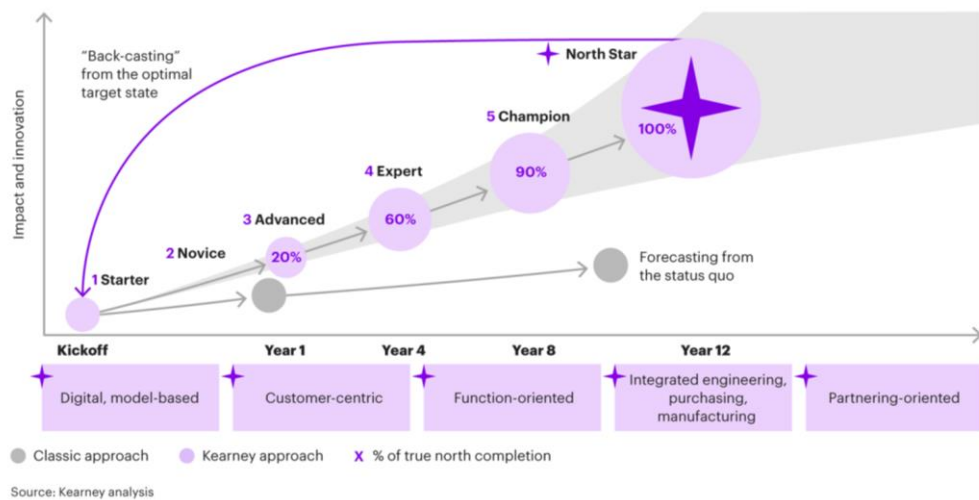 "Back-casting"
from the optimal
target state
North Star
Impact and innovation
5 Champion
100%
4 Expert
90%
3 Advanced
60%
2 Novice
20%
1 Starter
Forecasting from
the status quo
Kickoff
Year 1
Year 4
Year 8
Year 12
Digital, model-based
Customer-centric
Function-oriented
Integrated engineering,
purchasing,
manufacturing
Partnering-oriented
Classic approach
Kearney approach
X % of true north completion
Source: Kearney analysis